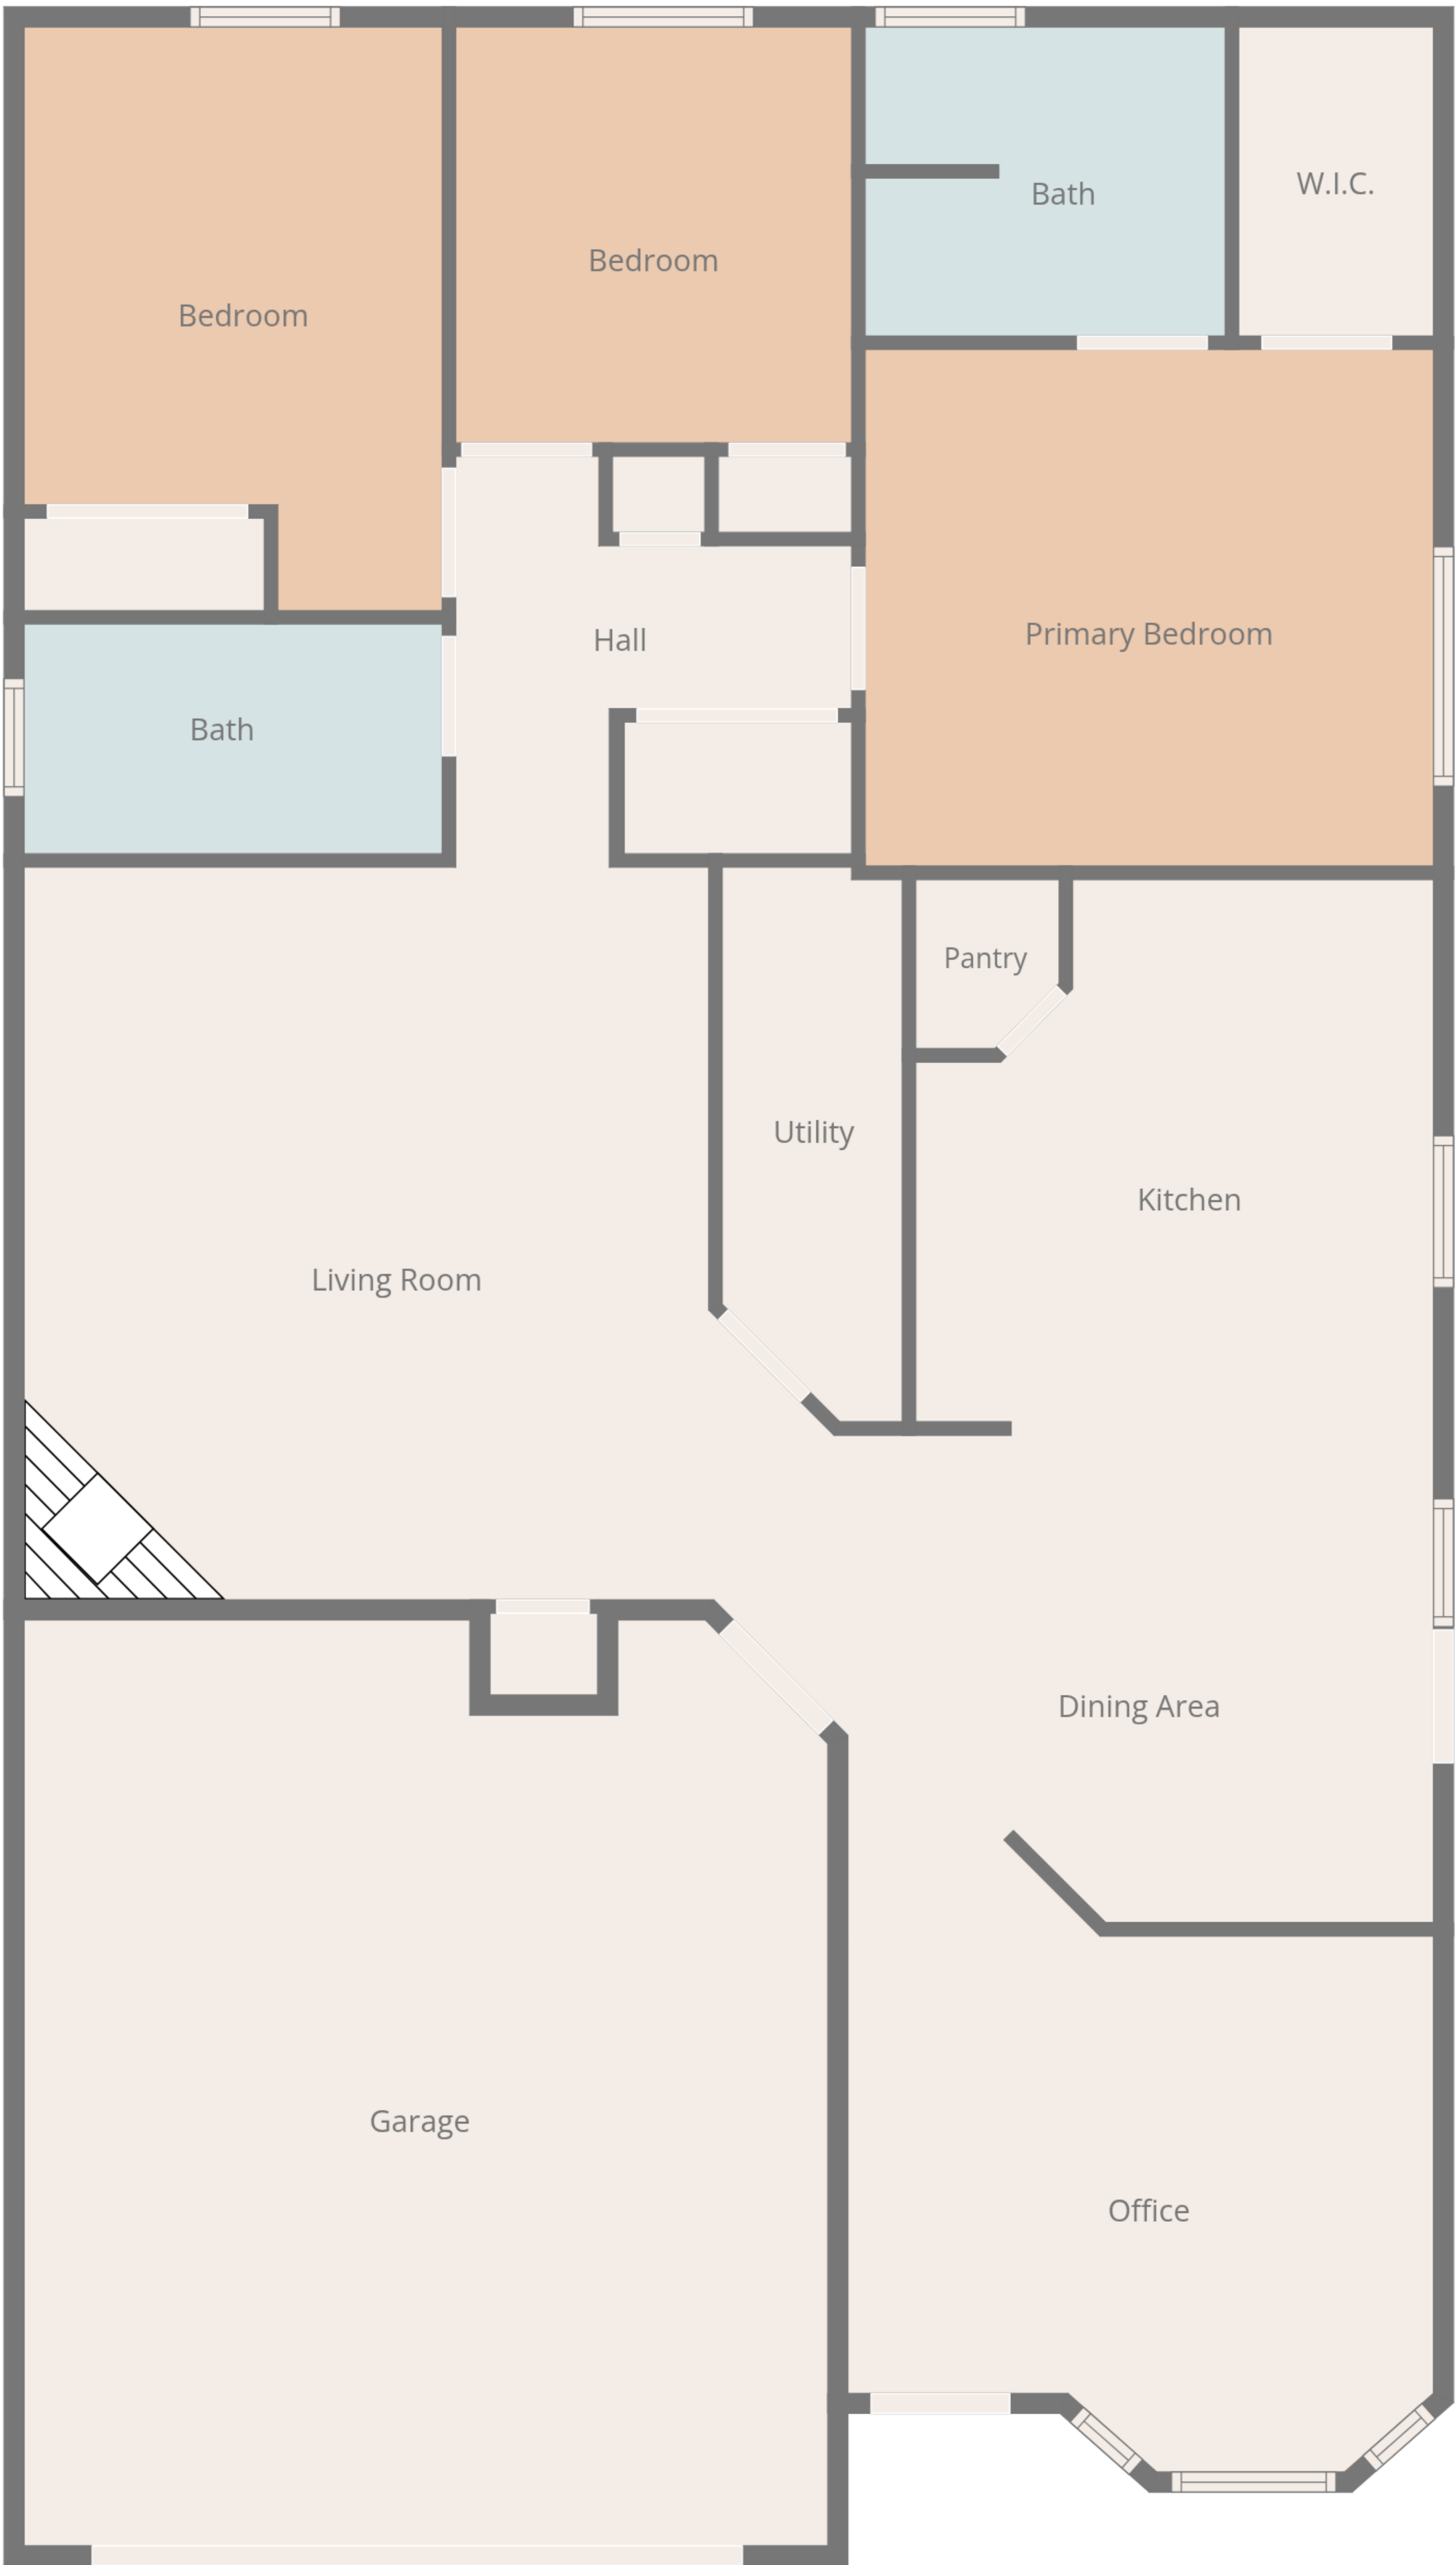 Bath
W.I.C.
Bedroom
Bedroom
Primary Bedroom
Hall
Bath
Pantry
Utility
Kitchen
Living Room
Dining Area
Garage
Office